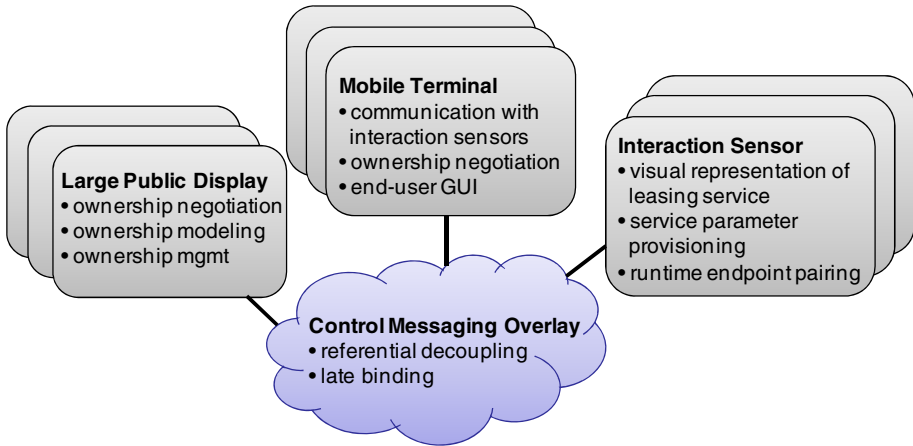 Large Public Display
• ownership negotiation
• ownership modeling
• ownership mgmt
Mobile Terminal
• communication with
interaction sensors
• ownership negotiation
• end-user GUI
Interaction Sensor
• visual representation of
leasing service
• service parameter
provisioning
• runtime endpoint pairing
Control Messaging Overlay
• referential decoupling
• late binding